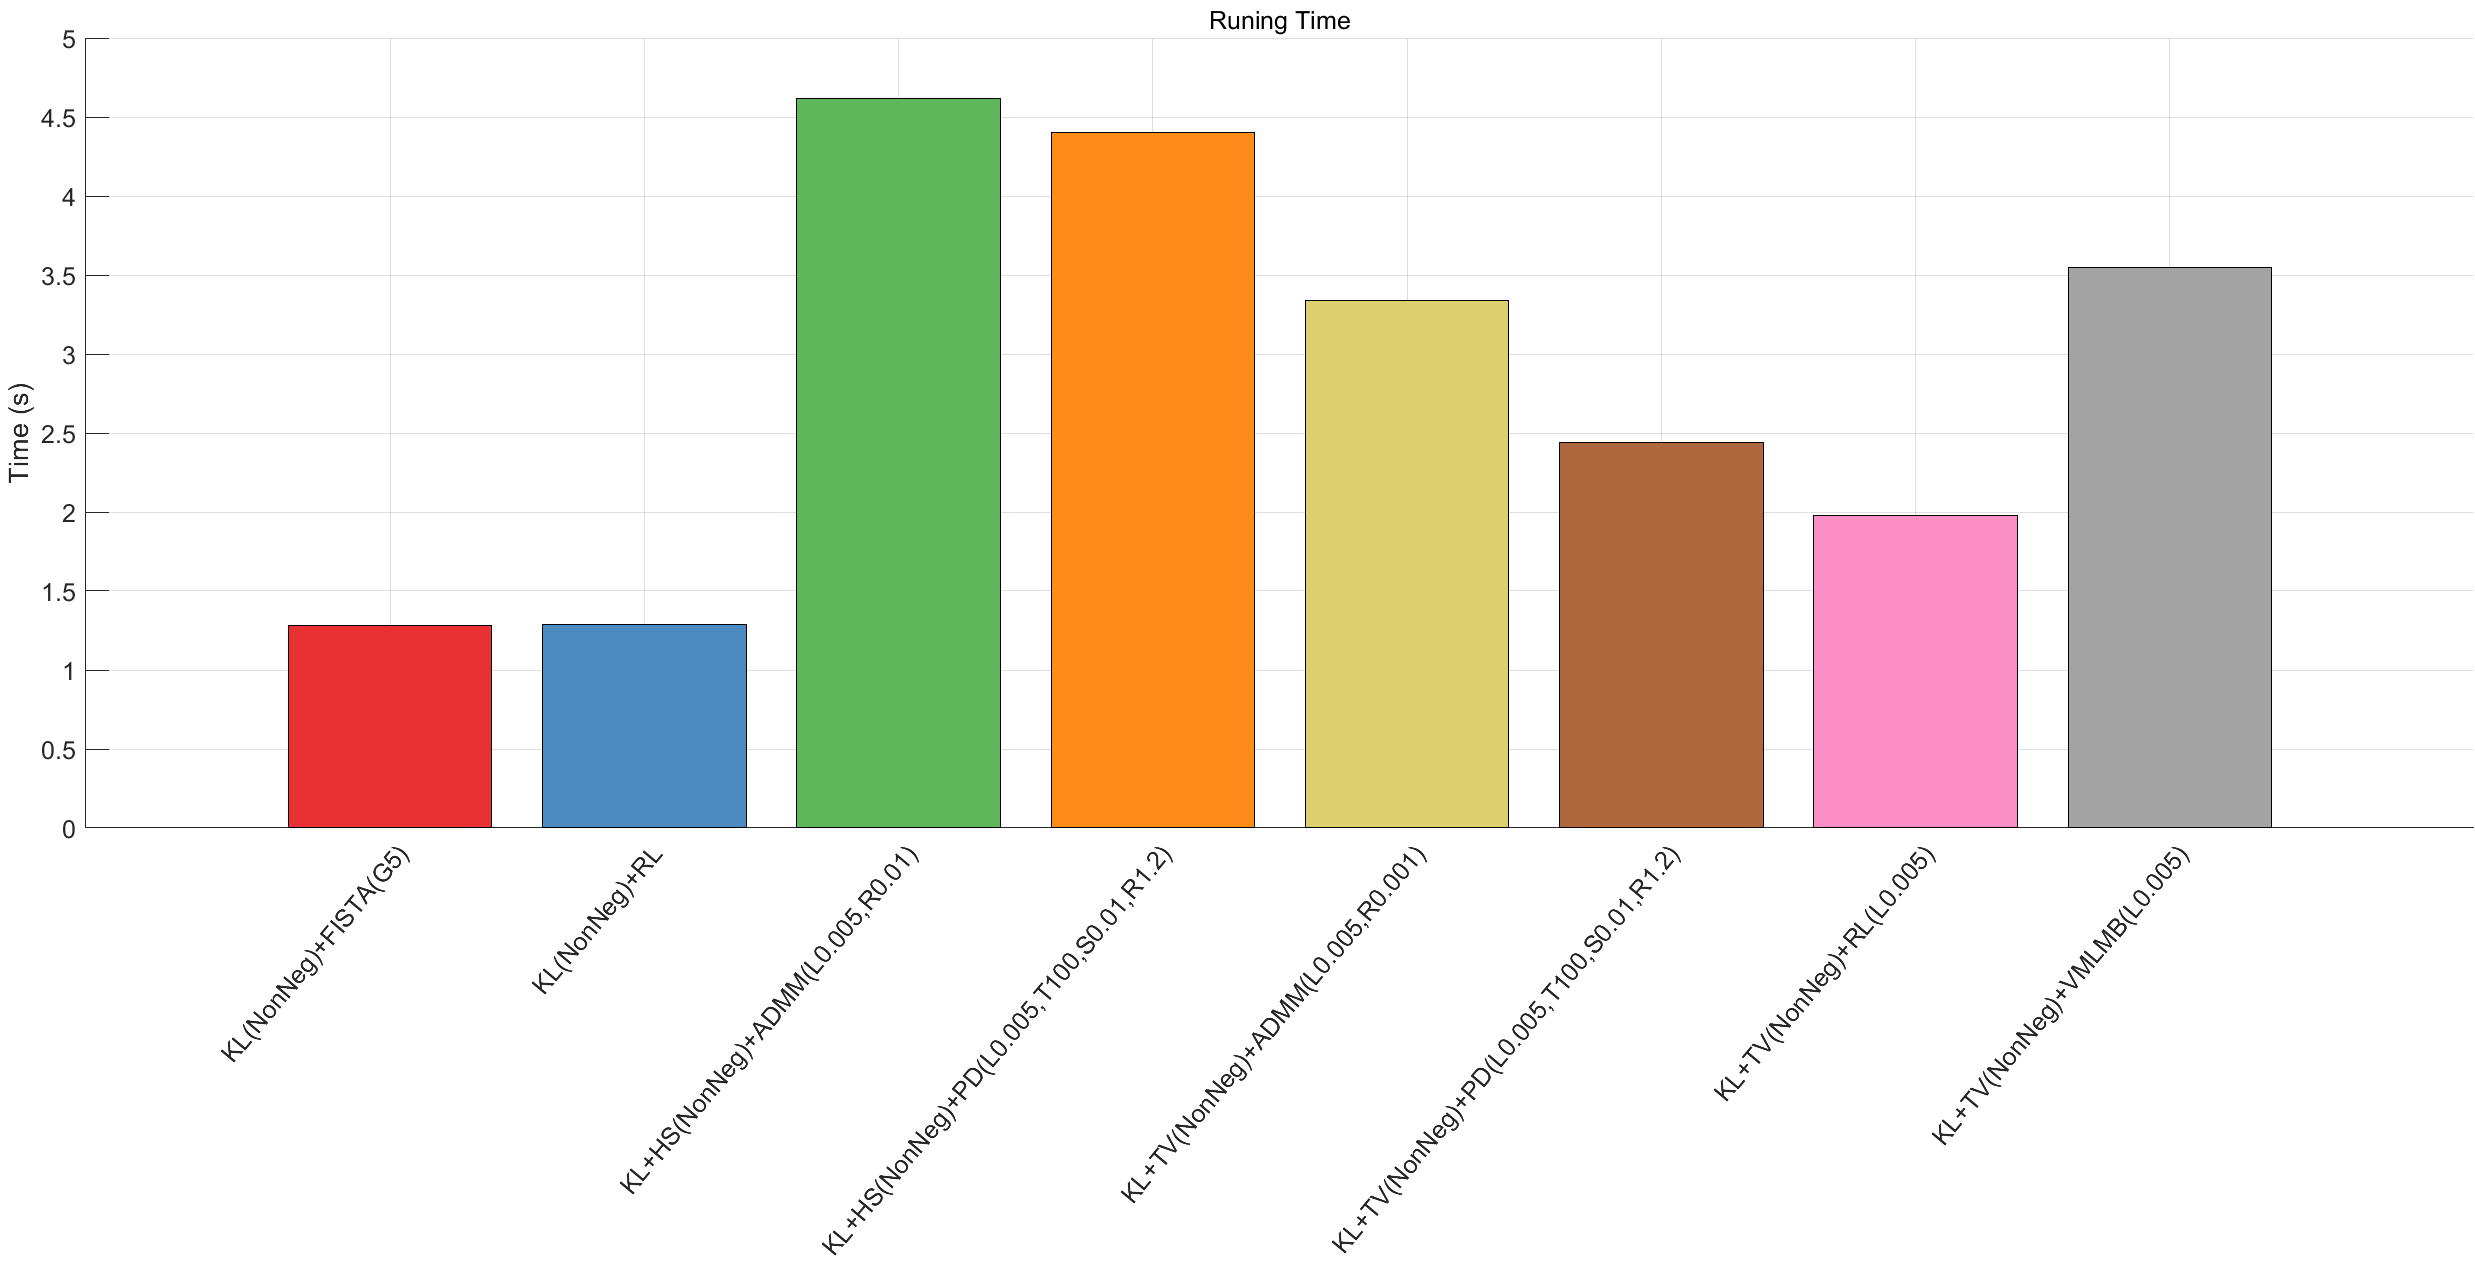 Runing Time
5
4.5
4
3.5
3
2.5
2
1.5
1
0.5
0
Time (s)
KL(NonNeg)+FISTA(G5)
KL(NonNeg)+RL
KL+HS(NonNeg)+ADMM(L0.005,R0.01)
KL+HS(NonNeg)+PD(L0.005,T100,S0.01,R1.2)
KL+TV(NonNeg)+ADMM(L0.005,R0.001)
KL+TV(NonNeg)+PD(L0.005,T100,S0.01,R1.2)
KL+TV(NonNeg)+RL(L0.005)
KL+TV(NonNeg)+VMLMB(L0.005)